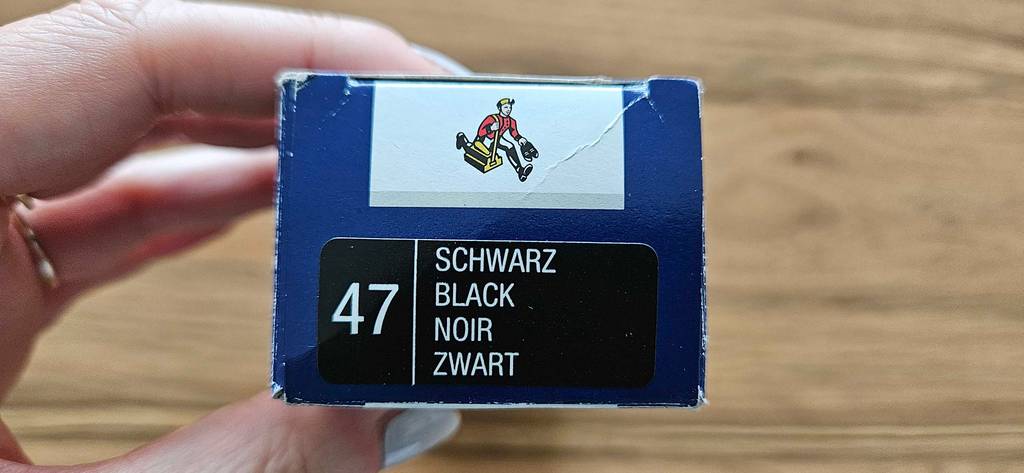 47
SCHWARZ
BLACK
NOIR
ZWART